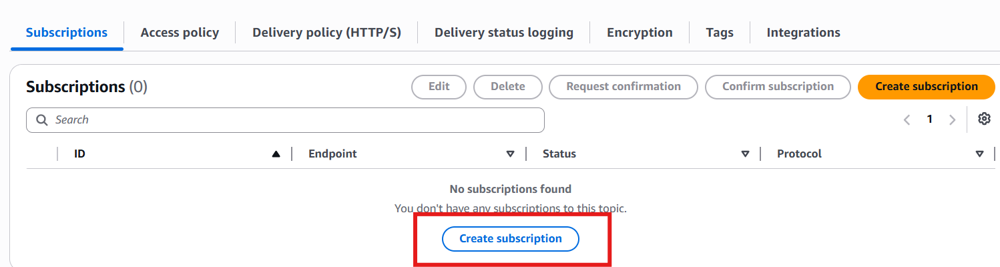 Subscriptions Access policy Delivery policy (HTTP/S) Delivery status logging Encryption Tags Integrations
Subscriptions (0) Edit Delete Request confirmation Confirm subscription Create subscription
Search 1
ID Endpoint Status Protocol
No subscriptions found
You don't have any subscriptions to this topic.
Create subscription